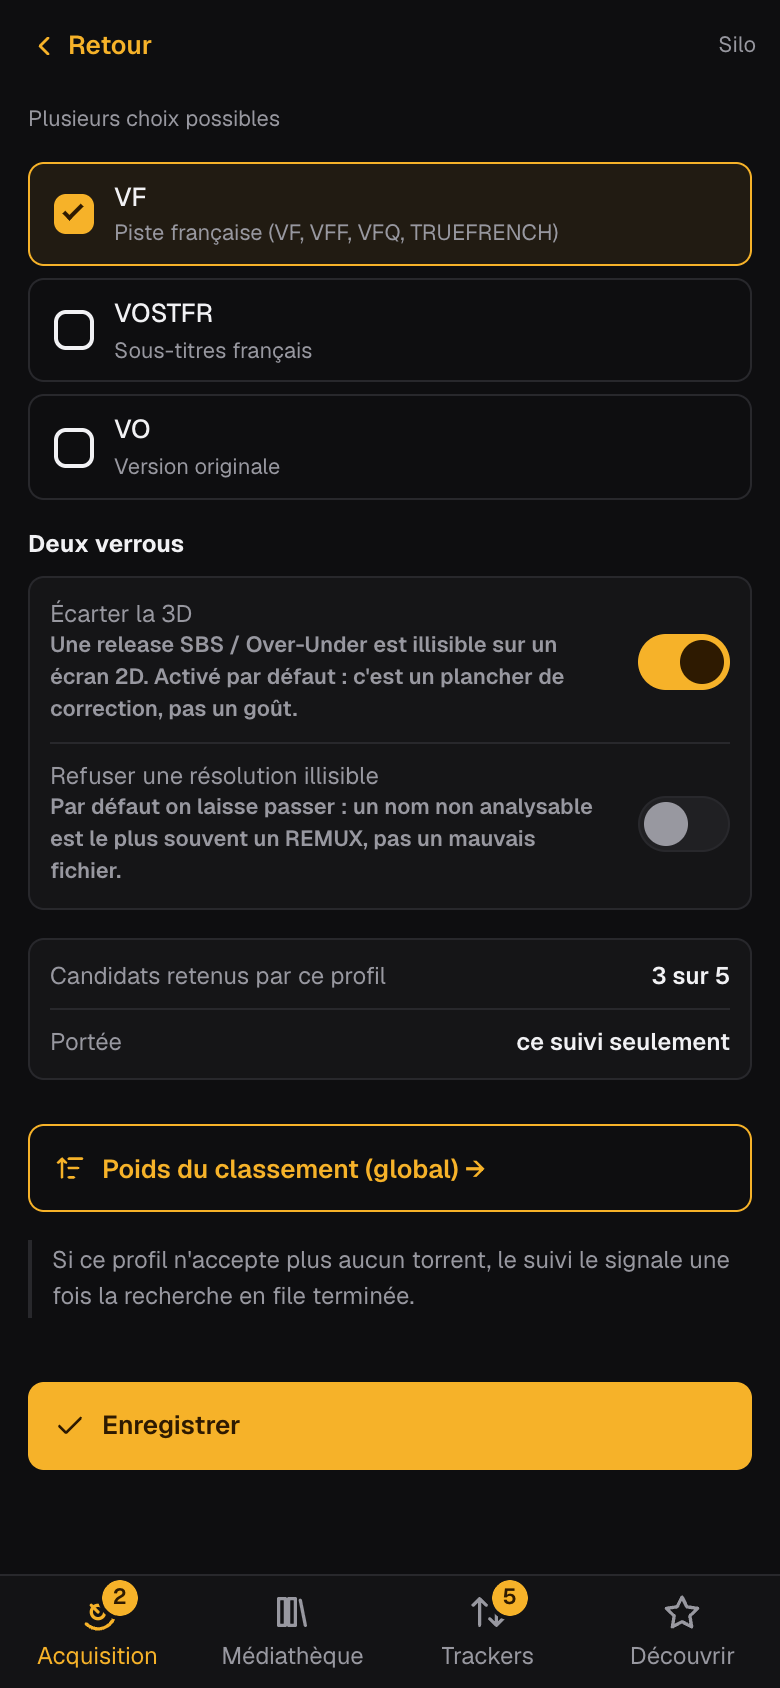 Retour
Silo
Plusieurs choix possibles
VF
Piste française (VF, VFF, VFQ, TRUEFRENCH)
VOSTFR
Sous-titres français
VO
Version originale
Deux verrous
Écarter la 3D
Une release SBS / Over-Under est illisible sur un
écran 2D. Activé par défaut : c'est un plancher de
correction, pas un goût.
Refuser une résolution illisible
Par défaut on laisse passer : un nom non analysable
est le plus souvent un REMUX, pas un mauvais
fichier.
Candidats retenus par ce profil
3 sur 5
Portée
ce suivi seulement
Poids du classement (global) →
Si ce profil n'accepte plus aucun torrent, le suivi le signale une
fois la recherche en file terminée.
Enregistrer
2
5
Acquisition
Médiathèque
Trackers
Découvrir